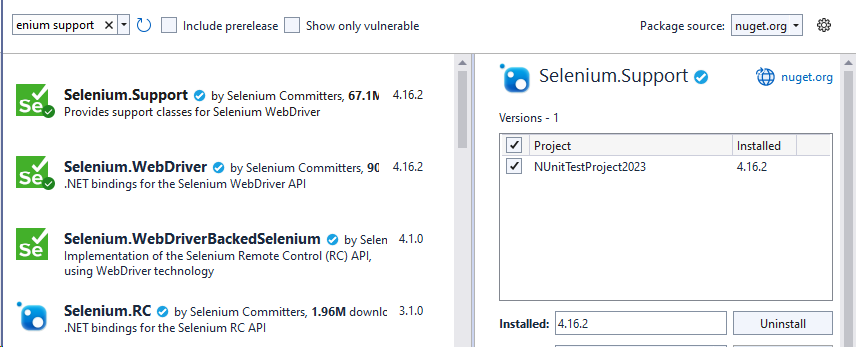 enium support
Include prerelease
Show only vulnerable
Package source: nuget.org
Se
Selenium.Support by Selenium Committers, 67.1M 4.16.2
Provides support classes for Selenium WebDriver
Se
Selenium.WebDriver by Selenium Committers, 90 4.16.2
.NET bindings for the Selenium WebDriver API
Se
Selenium.WebDriverBackedSelenium by Selen 4.1.0
Implementation of the Selenium Remote Control (RC) API,
using WebDriver technology
Selenium.RC by Selenium Committers, 1.96M downlo 3.1.0
.NET bindings for the Selenium RC API
Selenium.Support nuget.org
Versions - 1
Project Installed
NUnitTestProject2023 4.16.2
Installed: 4.16.2 Uninstall